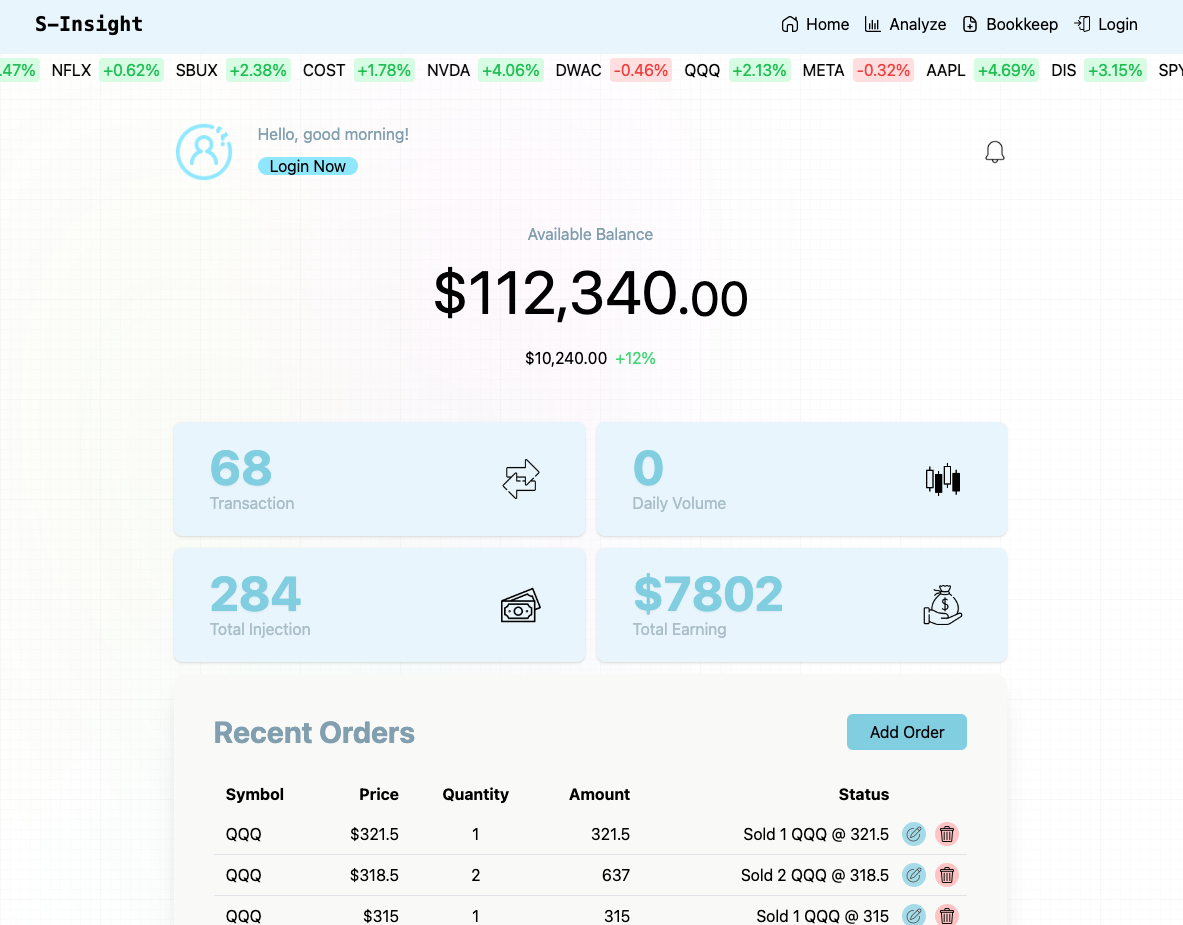 S-Insight Home Analyze Bookkeep Login
.47% NFLX +0.62% SBUX +2.38% COST +1.78% NVDA +4.06% DWAC -0.46% QQQ +2.13% META -0.32% AAPL +4.69% DIS +3.15% SPY
Hello, good morning!
Login Now
Available Balance
$112,340.00
$10,240.00 +12%
68
Transaction
0
Daily Volume
284
Total Injection
$7802
Total Earning
Recent Orders Add Order
Symbol Price Quantity Amount Status
QQQ $321.5 1 321.5 Sold 1 QQQ @ 321.5
QQQ $318.5 2 637 Sold 2 QQQ @ 318.5
QQQ $315 1 315 Sold 1 QQQ @ 315